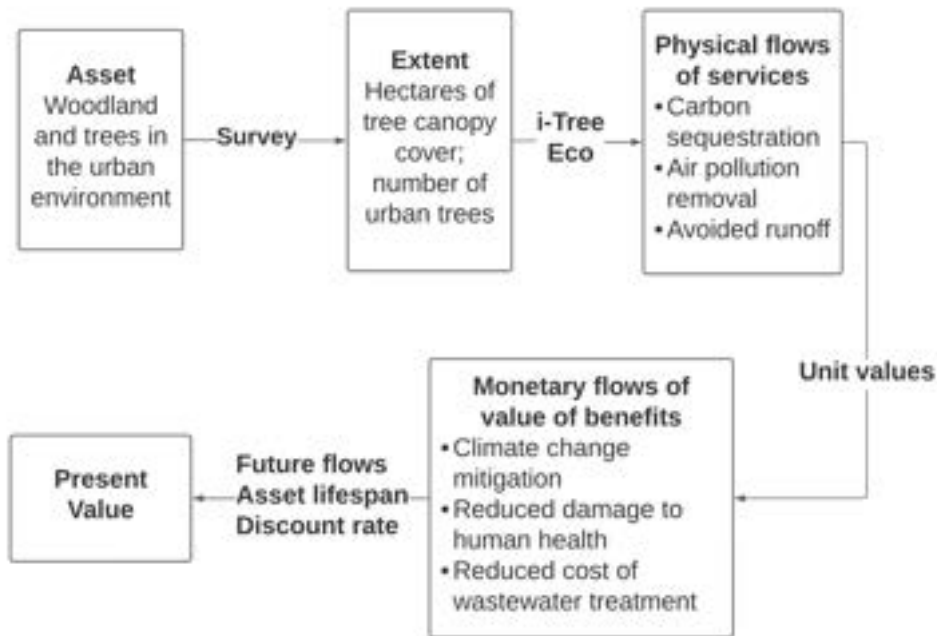 Asset
Woodland
and trees in
the urban
environment
Survey
Extent
Hectares of
tree canopy
cover;
number of
urban trees
i-Tree
Eco
Physical flows
of services
• Carbon
sequestration
• Air pollution
removal
• Avoided runoff
Unit values
Monetary flows of
value of benefits
• Climate change
mitigation
• Reduced damage to
human health
• Reduced cost of
wastewater treatment
Future flows
Asset lifespan
Discount rate
Present
Value